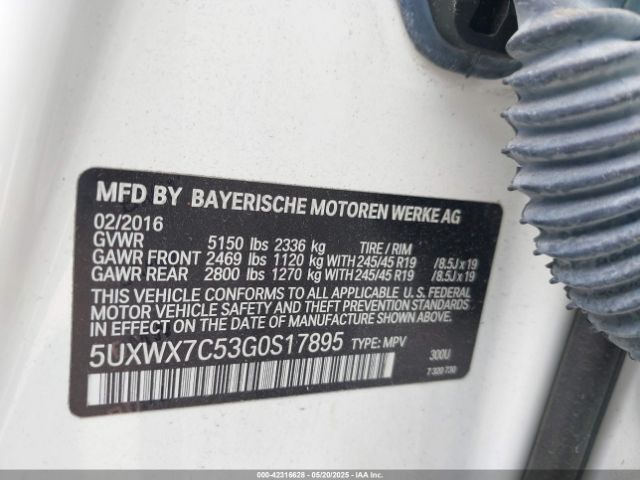 MFD BY BAYERISCHE MOTOREN WERKE AG
02/2016
GVWR 5150 lbs 2336 kg TIRE / RIM
GAWR FRONT 2469 lbs 1120 kg WITH 245/45 R19 / 8.5J x 19
GAWR REAR 2800 lbs 1270 kg WITH 245/45 R19 / 8.5J x 19
THIS VEHICLE CONFORMS TO ALL APPLICABLE U. S. FEDERAL
MOTOR VEHICLE SAFETY AND THEFT PREVENTION STANDARDS
IN EFFECT ON THE DATE OF MANUFACTURE SHOWN ABOVE.
5UXWX7C53G0S17895 TYPE: MPV 300U
7 320 730
000-42316628 - 05/20/2025 - IAA Inc.